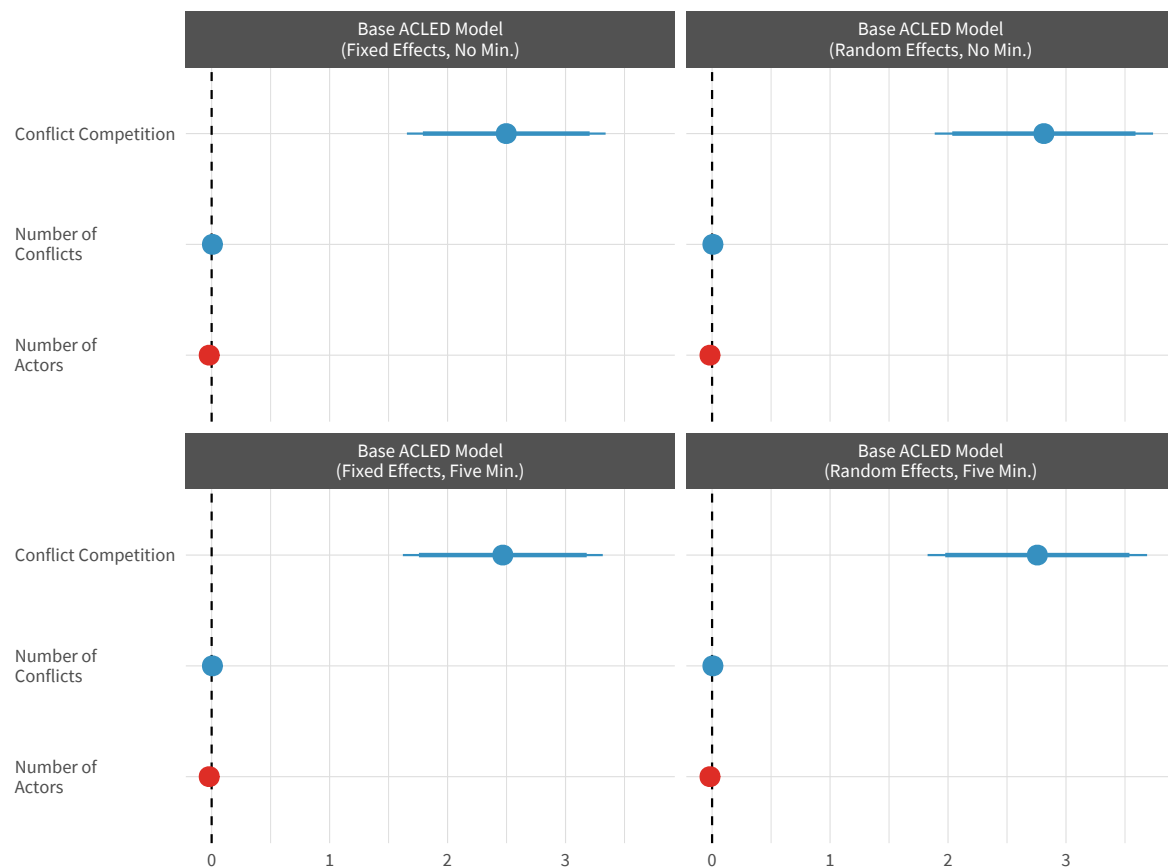 Base ACLED Model
(Fixed Effects, No Min.)
Base ACLED Model
(Random Effects, No Min.)
Conflict Competition
Number of
Conflicts
Number of
Actors
Base ACLED Model
(Fixed Effects, Five Min.)
Base ACLED Model
(Random Effects, Five Min.)
Conflict Competition
Number of
Conflicts
Number of
Actors
0 1 2 3
0 1 2 3